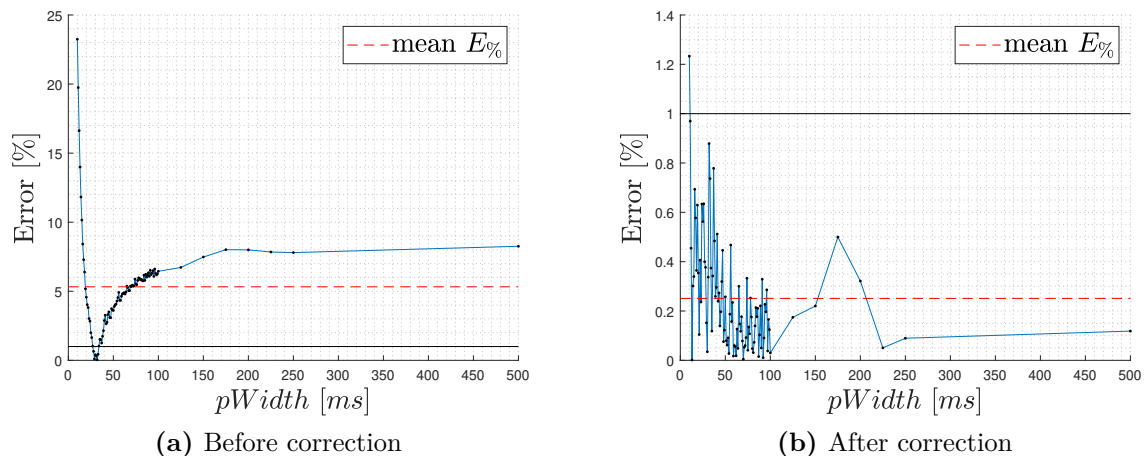 25
20
15
10
5
0
Error [%]
0 50 100 150 200 250 300 350 400 450 500
pWidth [ms]
mean E%
(a) Before correction
1.4
1.2
1
0.8
0.6
0.4
0.2
0
Error [%]
0 50 100 150 200 250 300 350 400 450 500
pWidth [ms]
mean E%
(b) After correction